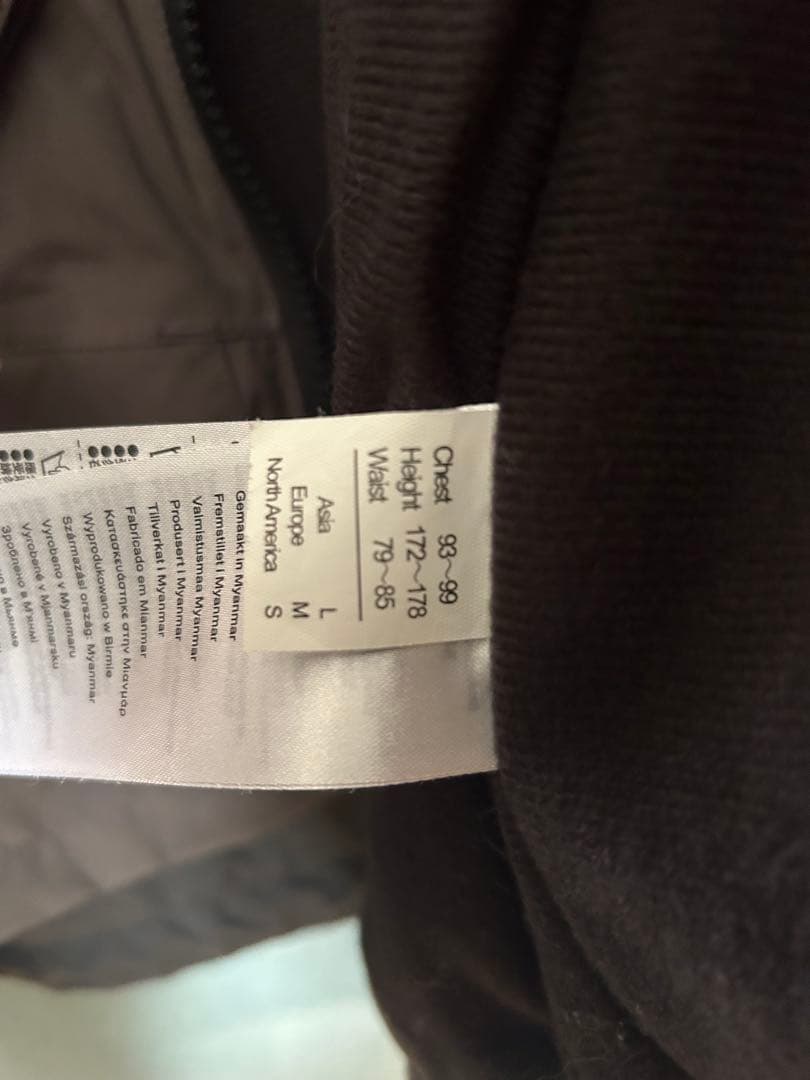 Chest 93~99
Height 172~178
Waist 79~85
Asia L
Europe M
North America S
Gemaakt in Myanmar
Fremstillet i Myanmar
Valmistusmaa Myanmar
Produsert i Myanmar
Tillverkat i Myanmar
Fabricado em Mianmar
Κατασκευάστηκε στην Μιανμάρ
Wyprodukowano w Birmie
Származási ország: Myanmar
Vyrobeno v Myanmaru
Vyrobené v Mjanmarsku
Зроблено в М'янмі